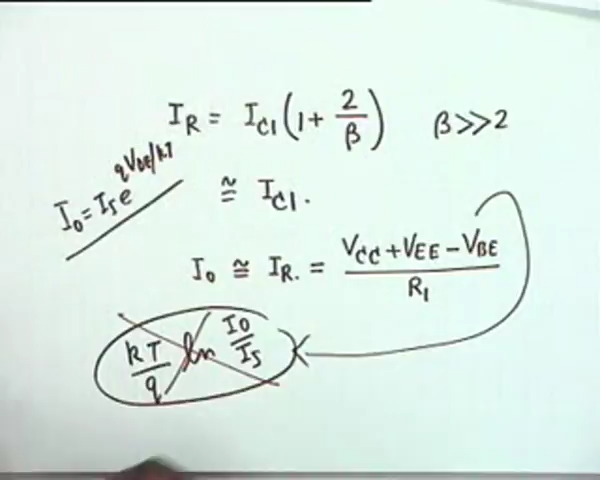 I_R = I_C1 (1 + 2/β)   β >> 2
I_0 = I_s e^{qV_BE/kT}
≅ I_C1.
I_0 ≅ I_R. = (V_CC + V_EE − V_BE) / R_1
kT/q ln I_0/I_s